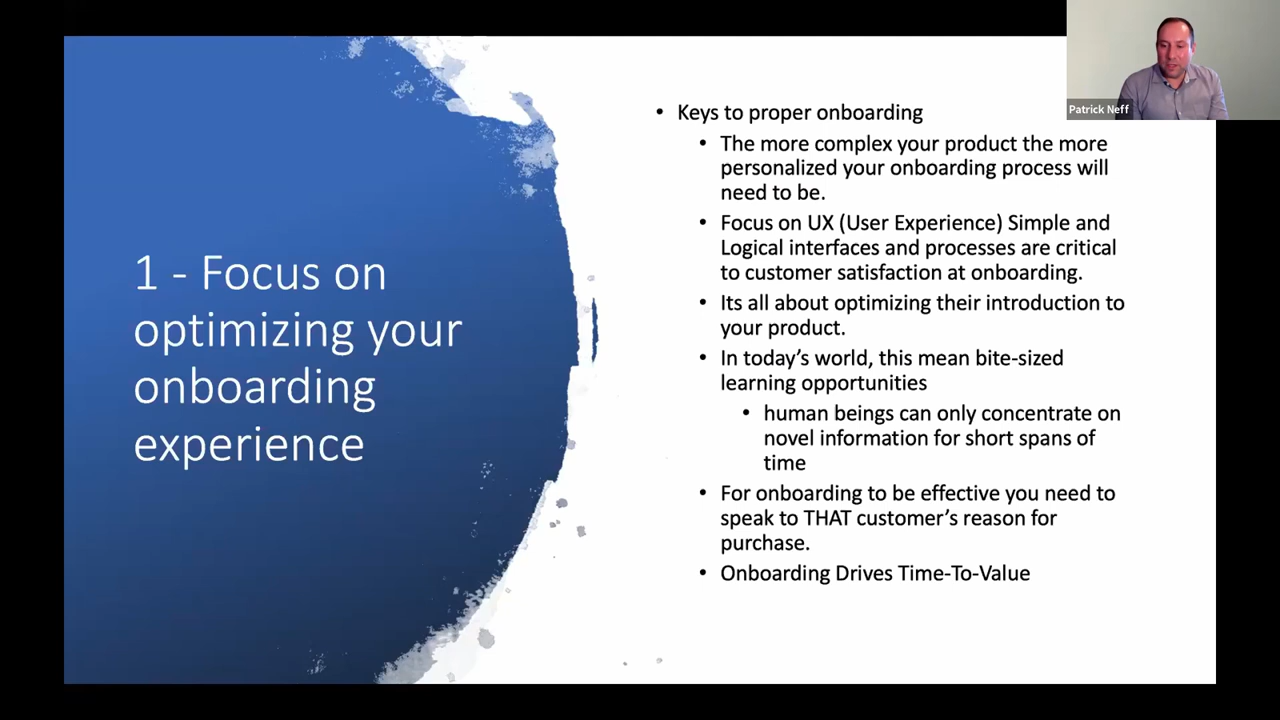 1 - Focus on
optimizing your
onboarding
experience
• Keys to proper onboarding
• The more complex your product the more
personalized your onboarding process will
need to be.
• Focus on UX (User Experience) Simple and
Logical interfaces and processes are critical
to customer satisfaction at onboarding.
• Its all about optimizing their introduction to
your product.
• In today’s world, this mean bite-sized
learning opportunities
• human beings can only concentrate on
novel information for short spans of
time
• For onboarding to be effective you need to
speak to THAT customer’s reason for
purchase.
• Onboarding Drives Time-To-Value
Patrick Neff